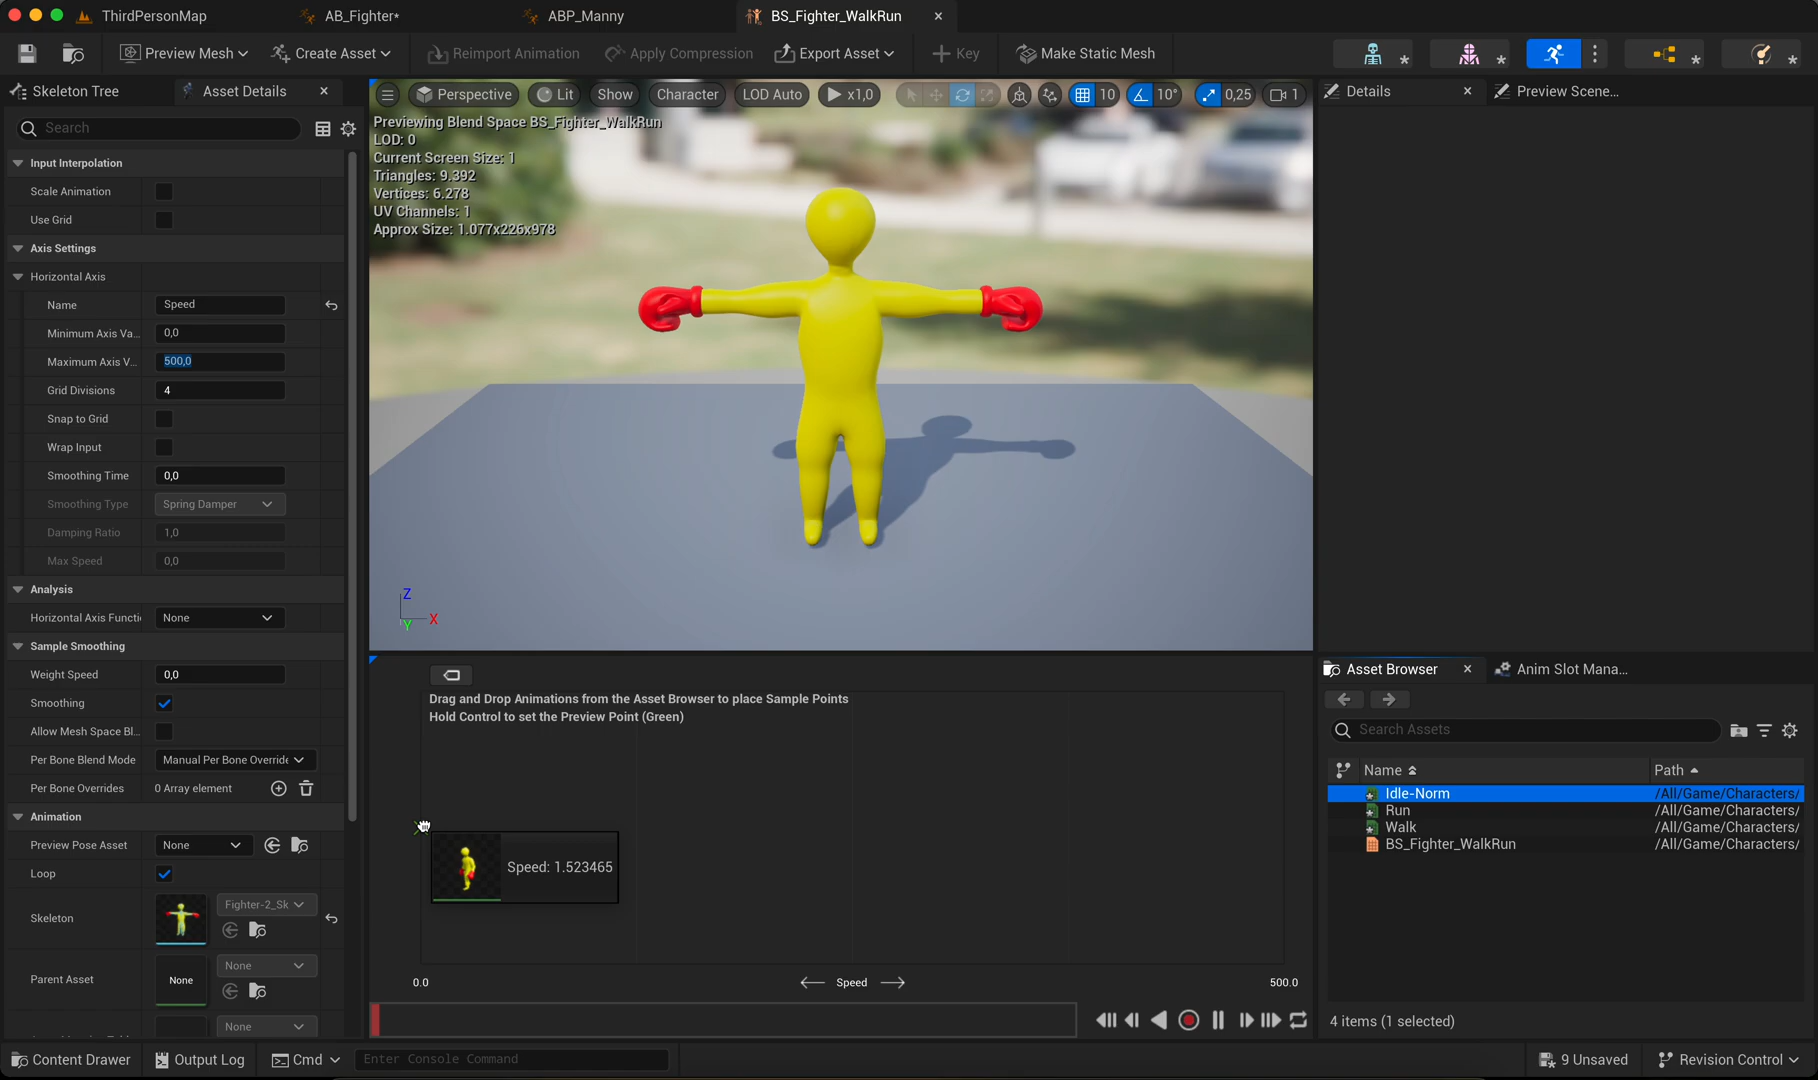 ThirdPersonMap
AB_Fighter*
ABP_Manny
BS_Fighter_WalkRun
Preview Mesh
Create Asset
Reimport Animation
Apply Compression
Export Asset
Key
Make Static Mesh
Skeleton Tree
Asset Details
Search
Input Interpolation
Scale Animation
Use Grid
Axis Settings
Horizontal Axis
Name
Speed
Minimum Axis Va...
0,0
Maximum Axis V...
500,0
Grid Divisions
4
Snap to Grid
Wrap Input
Smoothing Time
0,0
Smoothing Type
Spring Damper
Damping Ratio
1,0
Max Speed
0,0
Analysis
Horizontal Axis Functi
None
Sample Smoothing
Weight Speed
0,0
Smoothing
Allow Mesh Space Bl...
Per Bone Blend Mode
Manual Per Bone Override
Per Bone Overrides
0 Array element
Animation
Preview Pose Asset
None
Loop
Skeleton
Fighter-2_Sk
Parent Asset
None
None
None
Perspective
Lit
Show
Character
LOD Auto
x1,0
10
10°
0,25
1
Previewing Blend Space BS_Fighter_WalkRun
LOD: 0
Current Screen Size: 1
Triangles: 9.392
Vertices: 6.278
UV Channels: 1
Approx Size: 1.077x226x978
Z
X
Y
Drag and Drop Animations from the Asset Browser to place Sample Points
Hold Control to set the Preview Point (Green)
Speed: 1.523465
0.0
Speed
500.0
Details
Preview Scene...
Asset Browser
Anim Slot Mana...
Search Assets
Name
Path
Idle-Norm
/All/Game/Characters/
Run
/All/Game/Characters/
Walk
/All/Game/Characters/
BS_Fighter_WalkRun
/All/Game/Characters/
4 items (1 selected)
Content Drawer
Output Log
Cmd
Enter Console Command
9 Unsaved
Revision Control